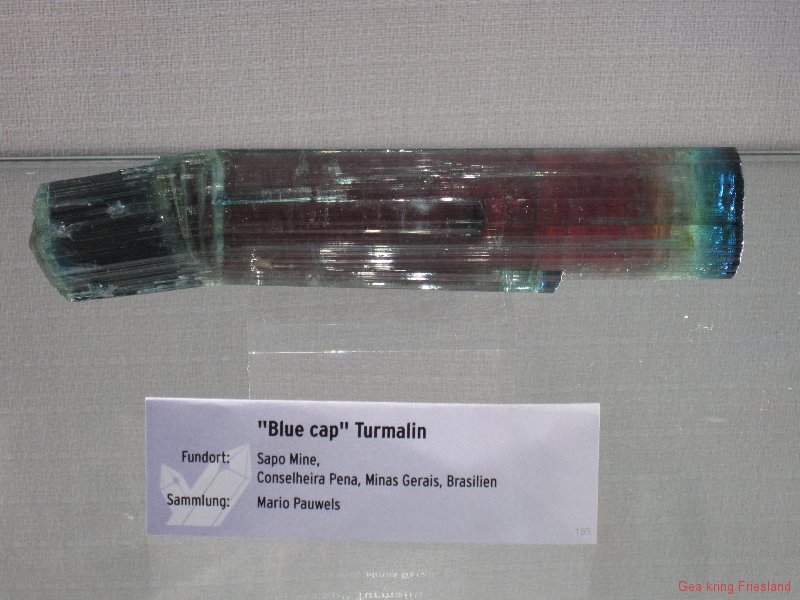 "Blue cap" Turmalin
Fundort: Sapo Mine,
Conselheira Pena, Minas Gerais, Brasilien
Sammlung: Mario Pauwels
185
Gea kring Friesland